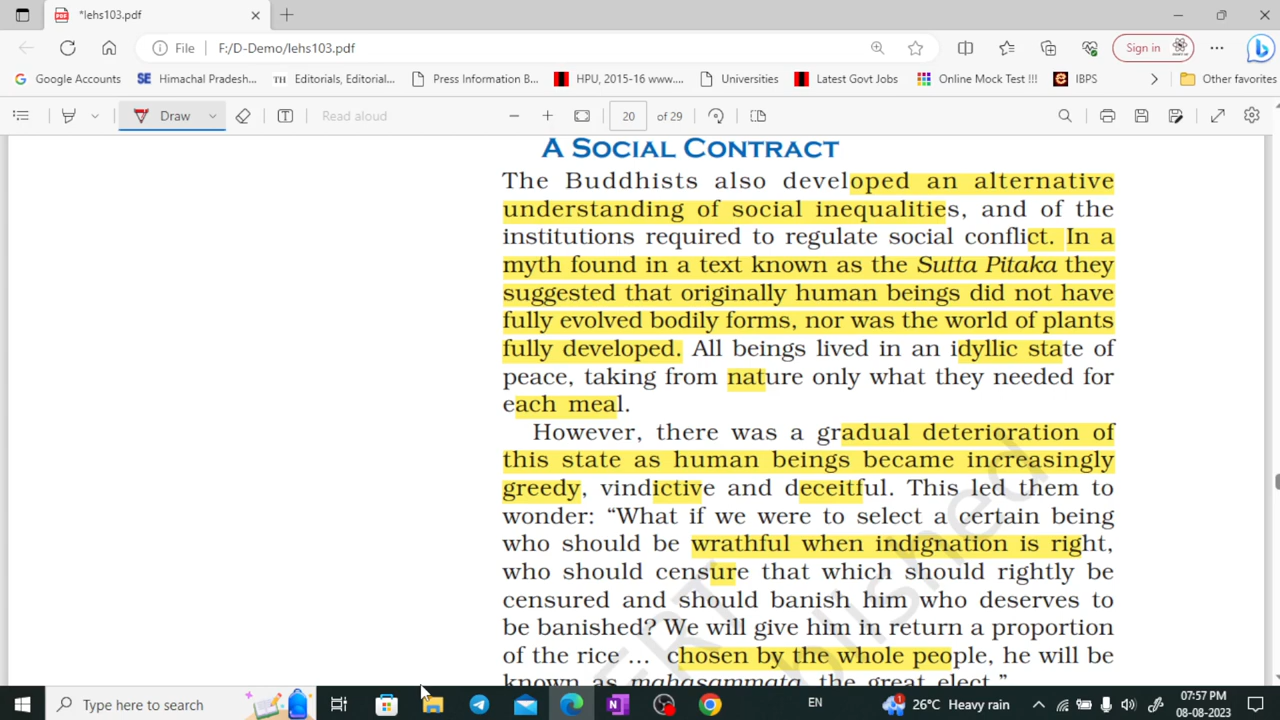 *lehs103.pdf
File F:/D-Demo/lehs103.pdf Sign in
Google Accounts SE Himachal Pradesh... TH Editorials, Editorial... Press Information B... HPU, 2015-16 www.... Universities Latest Govt Jobs Online Mock Test !!! IBPS Other favorites
Draw Read aloud 20 of 29
A SOCIAL CONTRACT
The Buddhists also developed an alternative
understanding of social inequalities, and of the
institutions required to regulate social conflict. In a
myth found in a text known as the Sutta Pitaka they
suggested that originally human beings did not have
fully evolved bodily forms, nor was the world of plants
fully developed. All beings lived in an idyllic state of
peace, taking from nature only what they needed for
each meal.
However, there was a gradual deterioration of
this state as human beings became increasingly
greedy, vindictive and deceitful. This led them to
wonder: “What if we were to select a certain being
who should be wrathful when indignation is right,
who should censure that which should rightly be
censured and should banish him who deserves to
be banished? We will give him in return a proportion
of the rice ... chosen by the whole people, he will be
known as mahasammata, the great elect.”
Type here to search EN 1 26°C Heavy rain 07:57 PM
08-08-2023